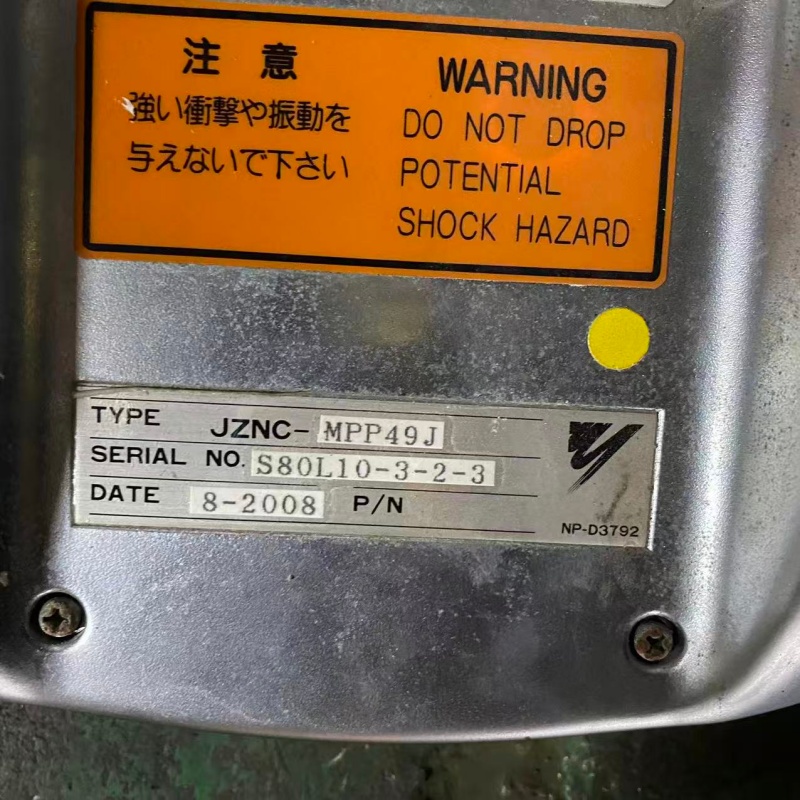 注意
強い衝撃や振動を
与えないで下さい
WARNING
DO NOT DROP
POTENTIAL
SHOCK HAZARD
TYPE JZNC-MPP49J
SERIAL NO. S80L10-3-2-3
DATE 8-2008 P/N
NP-D3792